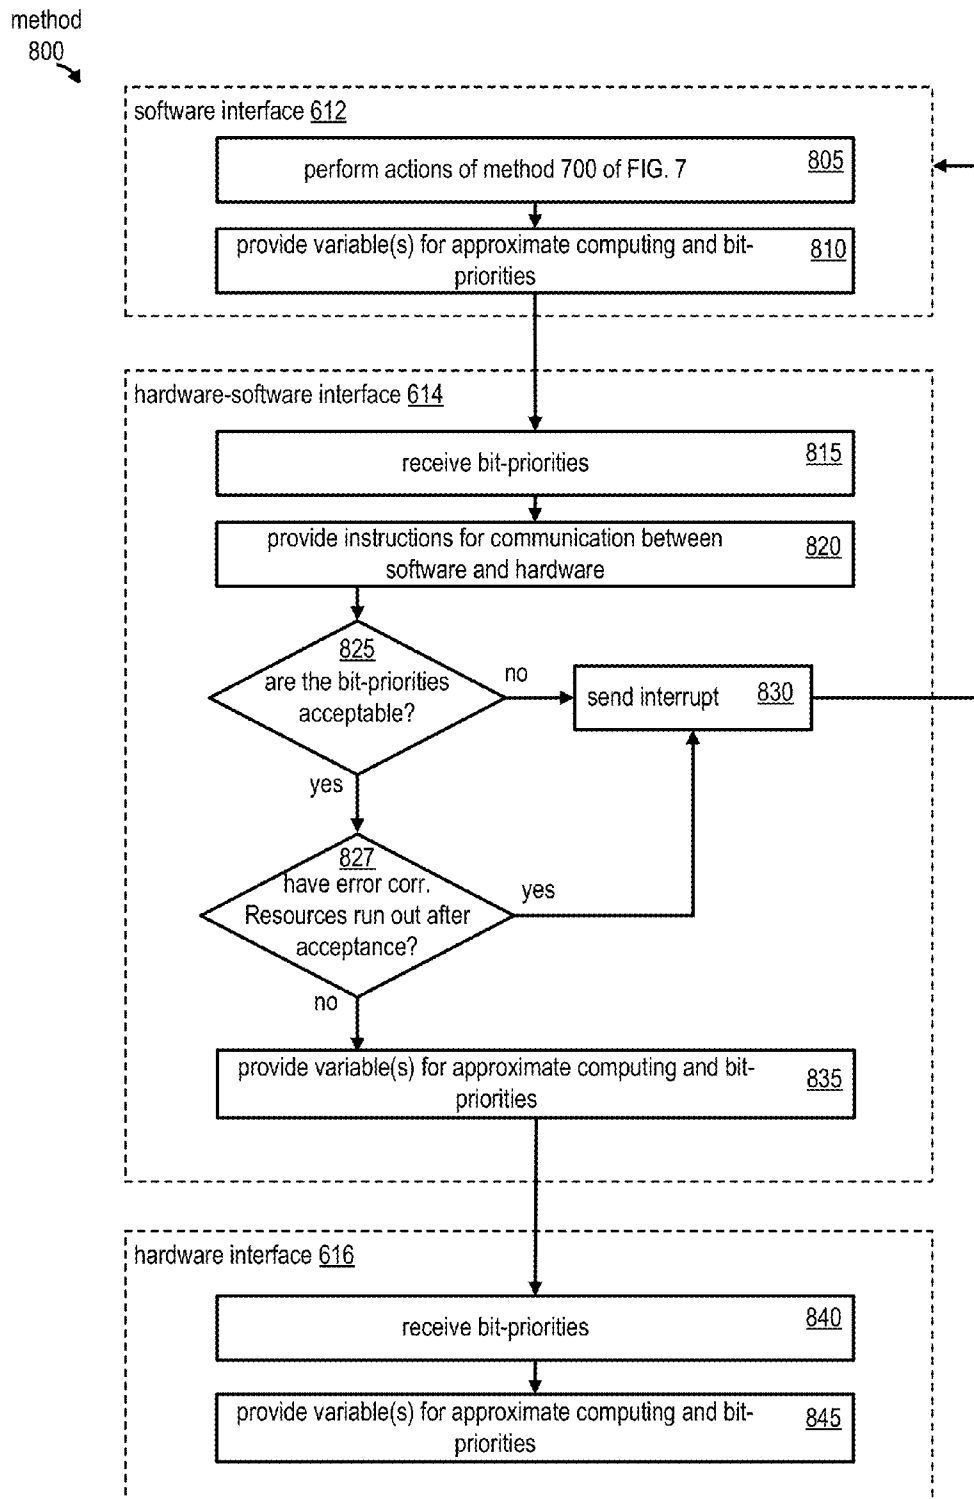 method
800
software interface 612
perform actions of method 700 of FIG. 7
805
provide variable(s) for approximate computing and bit-
priorities
810
hardware-software interface 614
receive bit-priorities
815
provide instructions for communication between
software and hardware
820
825
are the bit-priorities
acceptable?
no
send interrupt 830
yes
827
have error corr.
Resources run out after
acceptance?
yes
no
provide variable(s) for approximate computing and bit-
priorities
835
hardware interface 616
receive bit-priorities
840
provide variable(s) for approximate computing and bit-
priorities
845